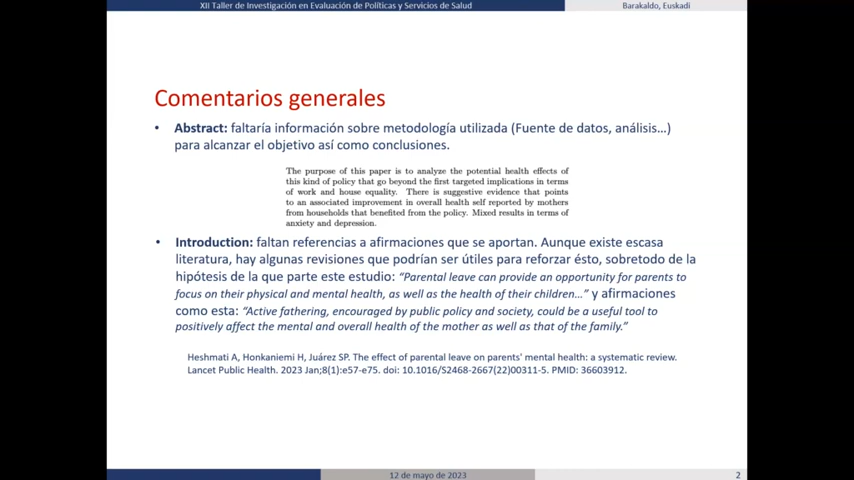 XII Taller de Investigación en Evaluación de Políticas y Servicios de Salud
Barakaldo, Euskadi
Comentarios generales
• Abstract: faltaría información sobre metodología utilizada (Fuente de datos, análisis…)
para alcanzar el objetivo así como conclusiones.
The purpose of this paper is to analyze the potential health effects of
this kind of policy that go beyond the first targeted implications in terms
of work and house equality. There is suggestive evidence that points
to an associated improvement in overall health self reported by mothers
from households that benefited from the policy. Mixed results in terms of
anxiety and depression.
• Introduction: faltan referencias a afirmaciones que se aportan. Aunque existe escasa
literatura, hay algunas revisiones que podrían ser útiles para reforzar ésto, sobretodo de la
hipótesis de la que parte este estudio: “Parental leave can provide an opportunity for parents to
focus on their physical and mental health, as well as the health of their children…” y afirmaciones
como esta: “Active fathering, encouraged by public policy and society, could be a useful tool to
positively affect the mental and overall health of the mother as well as that of the family.”
Heshmati A, Honkaniemi H, Juárez SP. The effect of parental leave on parents' mental health: a systematic review.
Lancet Public Health. 2023 Jan;8(1):e57-e75. doi: 10.1016/S2468-2667(22)00311-5. PMID: 36603912.
12 de mayo de 2023
2